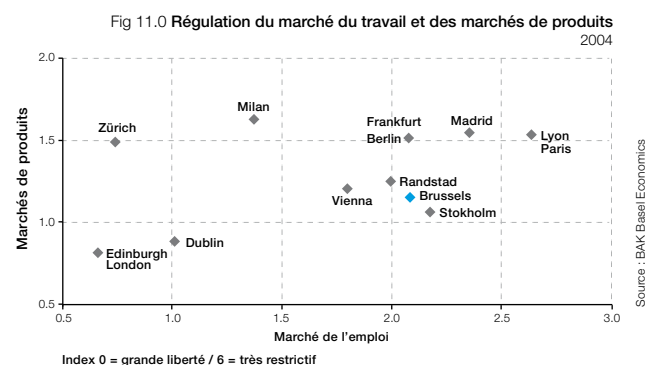 Fig 11.0 Régulation du marché du travail et des marchés de produits
2004
Marchés de produits
2.0
1.5
1.0
0.5
Milan
Zürich
Frankfurt
Berlin
Madrid
Lyon
Paris
Randstad
Brussels
Vienna
Stokholm
Dublin
Edinburgh
London
0.5 1.0 1.5 2.0 2.5 3.0
Marché de l'emploi
Index 0 = grande liberté / 6 = très restrictif
Source : BAK Basel Economics